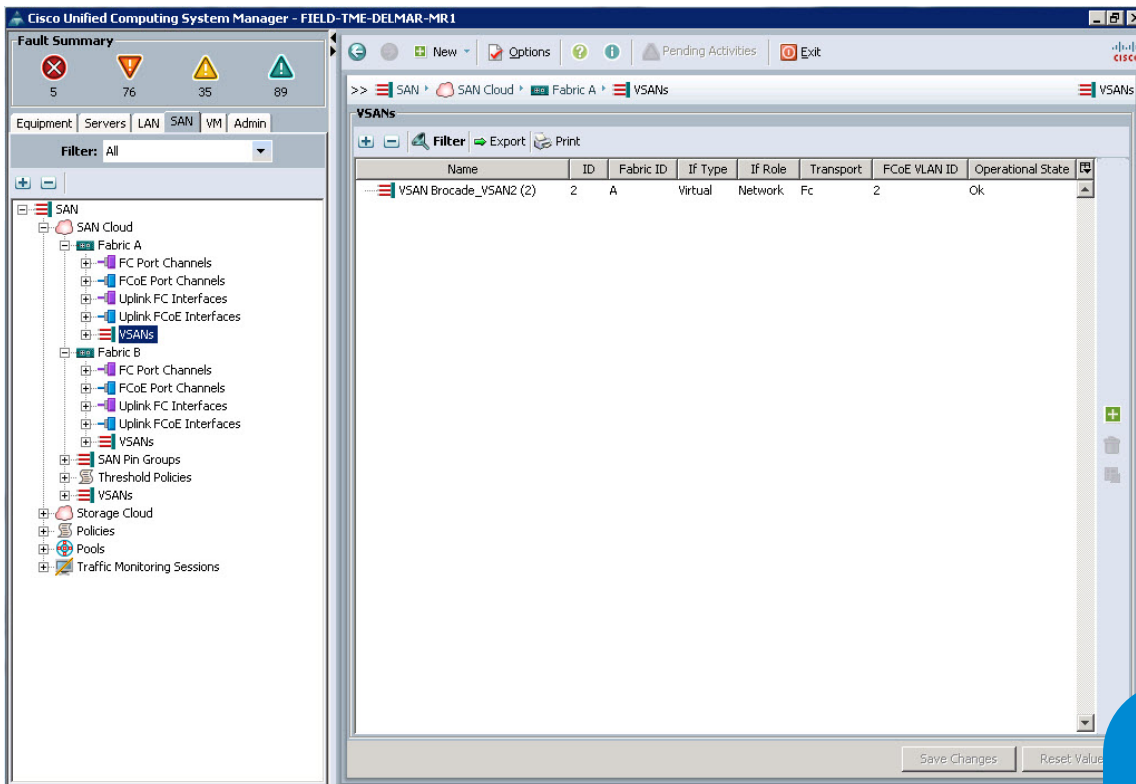 Cisco Unified Computing System Manager - FIELD-TME-DELMAR-MR1
Fault Summary
5 76 35 89
Equipment Servers LAN SAN VM Admin
Filter: All
SAN
SAN Cloud
Fabric A
FC Port Channels
FCoE Port Channels
Uplink FC Interfaces
Uplink FCoE Interfaces
VSANs
Fabric B
FC Port Channels
FCoE Port Channels
Uplink FC Interfaces
Uplink FCoE Interfaces
VSANs
SAN Pin Groups
Threshold Policies
VSANs
Storage Cloud
Policies
Pools
Traffic Monitoring Sessions
New Options Pending Activities Exit
CISCO
>> SAN SAN Cloud Fabric A VSANs VSANs
VSANs
Filter Export Print
Name ID Fabric ID If Type If Role Transport FCoE VLAN ID Operational State
VSAN Brocade_VSAN2 (2) 2 A Virtual Network Fc 2 Ok
Save Changes Reset Value